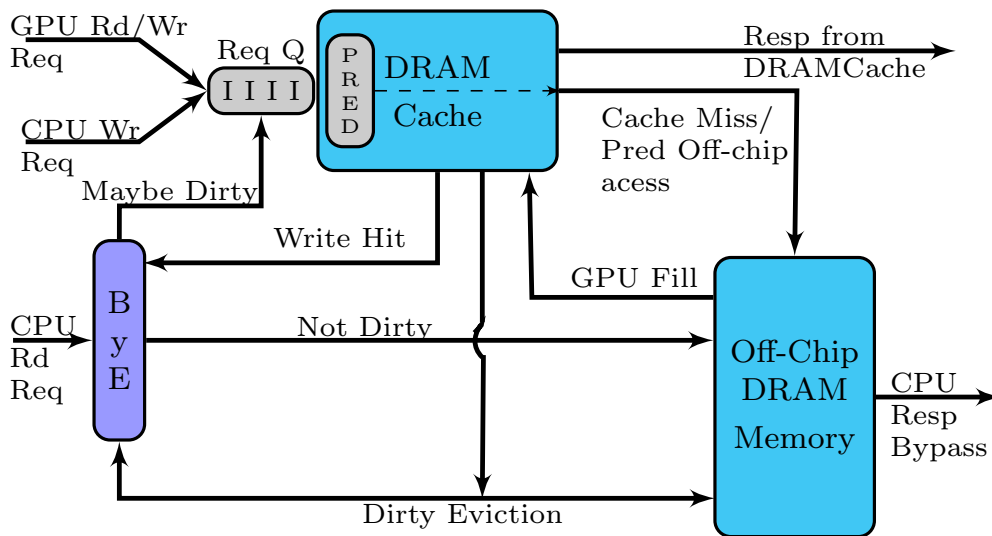 GPU Rd/Wr
Req
CPU Wr
Req
Req Q
I I I I
P
R
E
D
DRAM
Cache
Resp from
DRAMCache
Cache Miss/
Pred Off-chip
acess
Maybe Dirty
Write Hit
GPU Fill
CPU
Rd
Req
B
y
E
Not Dirty
Off-Chip
DRAM
Memory
CPU
Resp
Bypass
Dirty Eviction